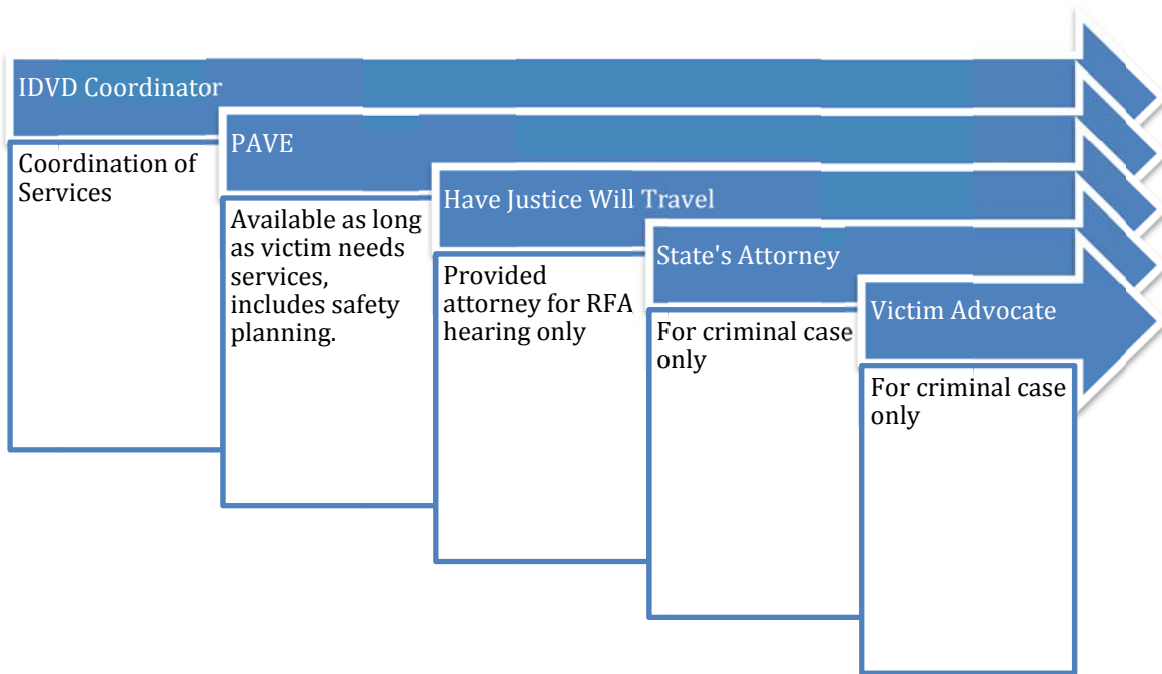 IDVD Coordinator
Coordination of
Services
PAVE
Available as long
as victim needs
services,
includes safety
planning.
Have Justice Will Travel
Provided
attorney for RFA
hearing only
State's Attorney
For criminal case
only
Victim Advocate
For criminal case
only